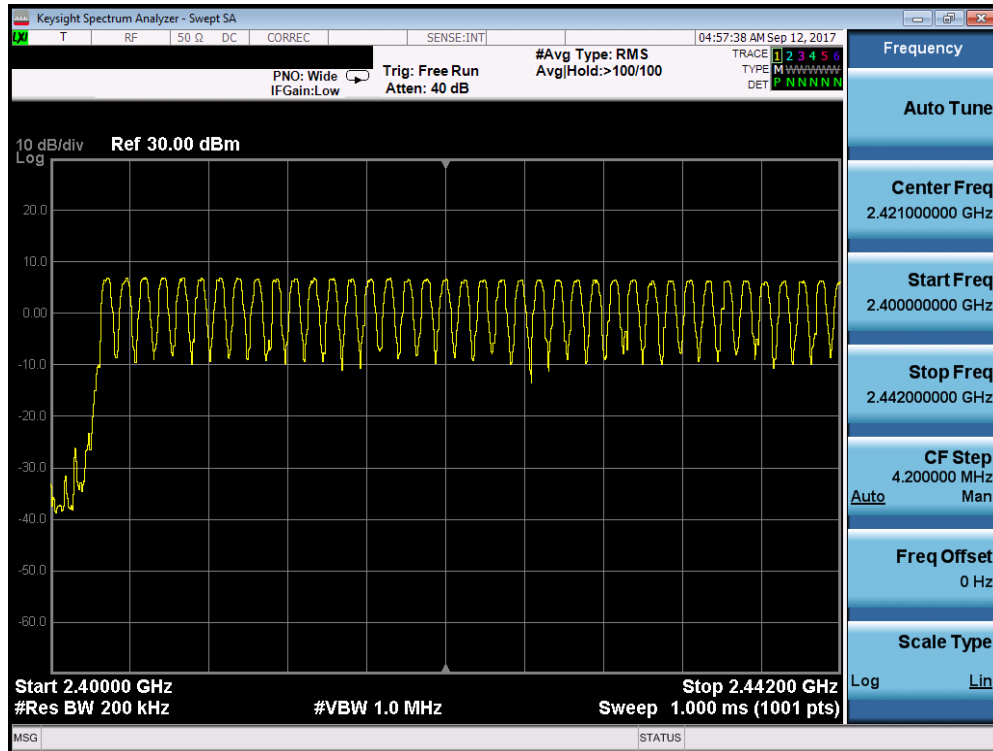 Keysight Spectrum Analyzer - Swept SA
LXI T RF 50 Ω DC CORREC SENSE:INT 04:57:38 AM Sep 12, 2017
#Avg Type: RMS TRACE 1 2 3 4 5 6
PNO: Wide Trig: Free Run Avg|Hold:>100/100 TYPE M WWWWW
IFGain:Low Atten: 40 dB DET P N N N N N
10 dB/div Ref 30.00 dBm
Log
20.0
10.0
0.00
-10.0
-20.0
-30.0
-40.0
-50.0
-60.0
Start 2.40000 GHz Stop 2.44200 GHz
#Res BW 200 kHz #VBW 1.0 MHz Sweep 1.000 ms (1001 pts)
MSG STATUS
Frequency
Auto Tune
Center Freq
2.421000000 GHz
Start Freq
2.400000000 GHz
Stop Freq
2.442000000 GHz
CF Step
4.200000 MHz
Auto Man
Freq Offset
0 Hz
Scale Type
Log Lin